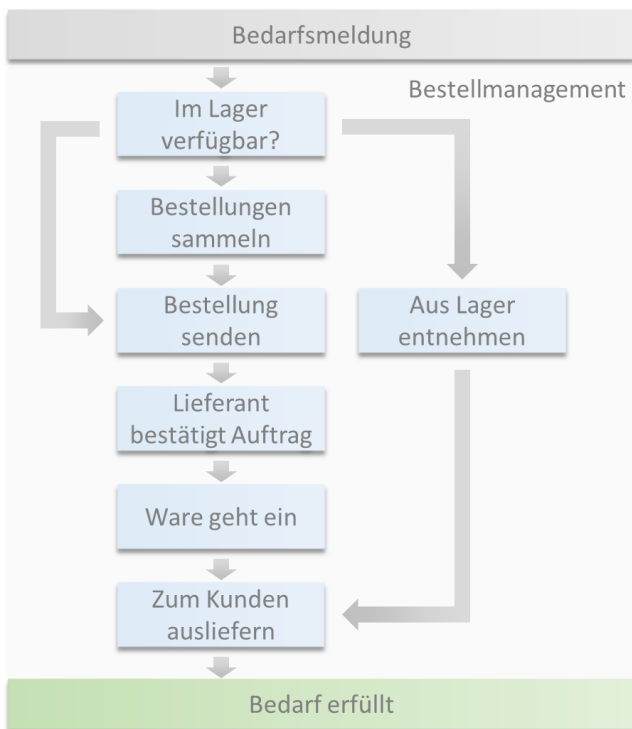 Bedarfsmeldung
Bestellmanagement
Im Lager
verfügbar?
Bestellungen
sammeln
Bestellung
senden
Aus Lager
entnehmen
Lieferant
bestätigt Auftrag
Ware geht ein
Zum Kunden
ausliefern
Bedarf erfüllt